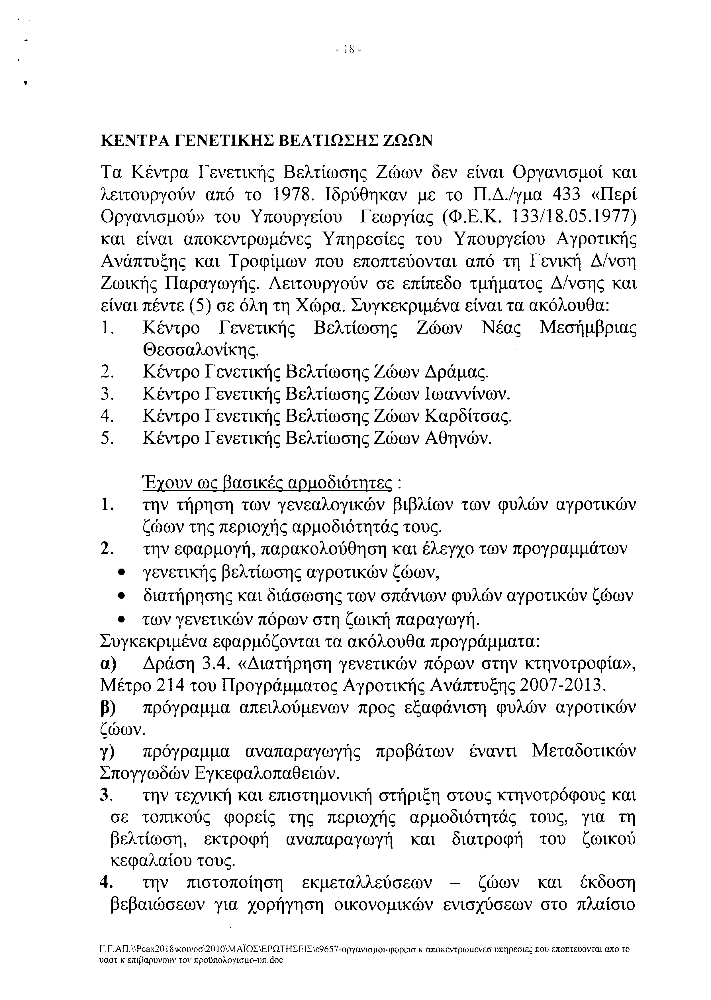 - 18 -
ΚΕΝΤΡΑ ΓΕΝΕΤΙΚΗΣ ΒΕΛΤΙΩΣΗΣ ΖΩΩΝ
Τα Κέντρα Γενετικής Βελτίωσης Ζώων δεν είναι Οργανισμοί και
λειτουργούν από το 1978. Ιδρύθηκαν με το Π.Δ./γμα 433 «Περί
Οργανισμού» του Υπουργείου Γεωργίας (Φ.Ε.Κ. 133/18.05.1977)
και είναι αποκεντρωμένες Υπηρεσίες του Υπουργείου Αγροτικής
Ανάπτυξης και Τροφίμων που εποπτεύονται από τη Γενική Δ/νση
Ζωικής Παραγωγής. Λειτουργούν σε επίπεδο τμήματος Δ/νσης και
είναι πέντε (5) σε όλη τη Χώρα. Συγκεκριμένα είναι τα ακόλουθα:
1. Κέντρο Γενετικής Βελτίωσης Ζώων Νέας Μεσήμβριας
Θεσσαλονίκης.
2. Κέντρο Γενετικής Βελτίωσης Ζώων Δράμας.
3. Κέντρο Γενετικής Βελτίωσης Ζώων Ιωαννίνων.
4. Κέντρο Γενετικής Βελτίωσης Ζώων Καρδίτσας.
5. Κέντρο Γενετικής Βελτίωσης Ζώων Αθηνών.
Έχουν ως βασικές αρμοδιότητες :
1. την τήρηση των γενεαλογικών βιβλίων των φυλών αγροτικών
ζώων της περιοχής αρμοδιότητάς τους.
2. την εφαρμογή, παρακολούθηση και έλεγχο των προγραμμάτων
• γενετικής βελτίωσης αγροτικών ζώων,
• διατήρησης και διάσωσης των σπάνιων φυλών αγροτικών ζώων
• των γενετικών πόρων στη ζωική παραγωγή.
Συγκεκριμένα εφαρμόζονται τα ακόλουθα προγράμματα:
α) Δράση 3.4. «Διατήρηση γενετικών πόρων στην κτηνοτροφία»,
Μέτρο 214 του Προγράμματος Αγροτικής Ανάπτυξης 2007-2013.
β) πρόγραμμα απειλούμενων προς εξαφάνιση φυλών αγροτικών
ζώων.
γ) πρόγραμμα αναπαραγωγής προβάτων έναντι Μεταδοτικών
Σπογγωδών Εγκεφαλοπαθειών.
3. την τεχνική και επιστημονική στήριξη στους κτηνοτρόφους και
σε τοπικούς φορείς της περιοχής αρμοδιότητάς τους, για τη
βελτίωση, εκτροφή αναπαραγωγή και διατροφή του ζωικού
κεφαλαίου τους.
4. την πιστοποίηση εκμεταλλεύσεων – ζώων και έκδοση
βεβαιώσεων για χορήγηση οικονομικών ενισχύσεων στο πλαίσιο
Γ.Γ.ΑΠ.\\Pcax2018\κοινοσ\2010\ΜΑΪΟΣ\ΕΡΩΤΗΣΕΙΣ\ε9657-οργανισμοι-φορεισ κ αποκεντρωμενεσ υπηρεσιες που εποπτευονται απο το
υαατ κ επιβαρυνουν τον προϋπολογισμο-υπ.doc